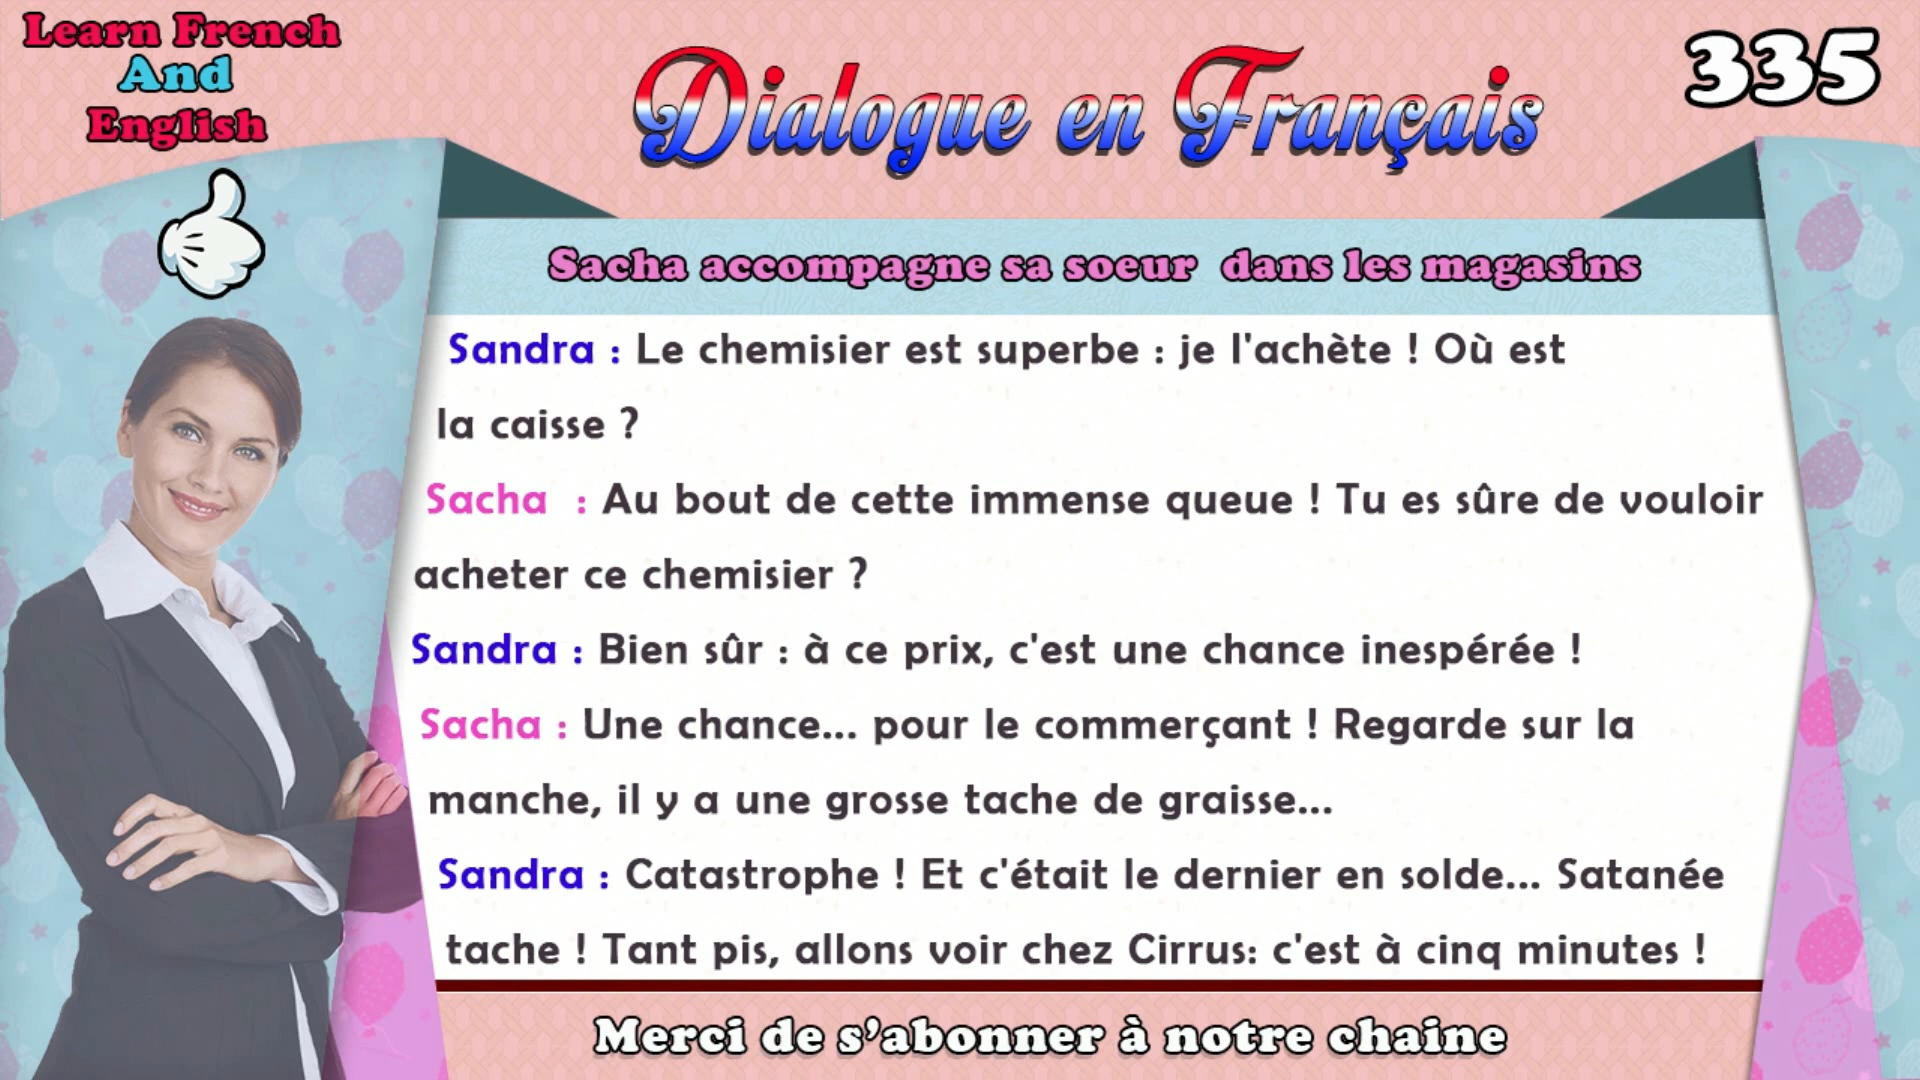 Learn French
And
English
Dialogue en Français
335
Sacha accompagne sa soeur dans les magasins
Sandra : Le chemisier est superbe : je l'achète ! Où est
la caisse ?
Sacha : Au bout de cette immense queue ! Tu es sûre de vouloir
acheter ce chemisier ?
Sandra : Bien sûr : à ce prix, c'est une chance inespérée !
Sacha : Une chance... pour le commerçant ! Regarde sur la
manche, il y a une grosse tache de graisse...
Sandra : Catastrophe ! Et c'était le dernier en solde... Satanée
tache ! Tant pis, allons voir chez Cirrus: c'est à cinq minutes !
Merci de s’abonner à notre chaine